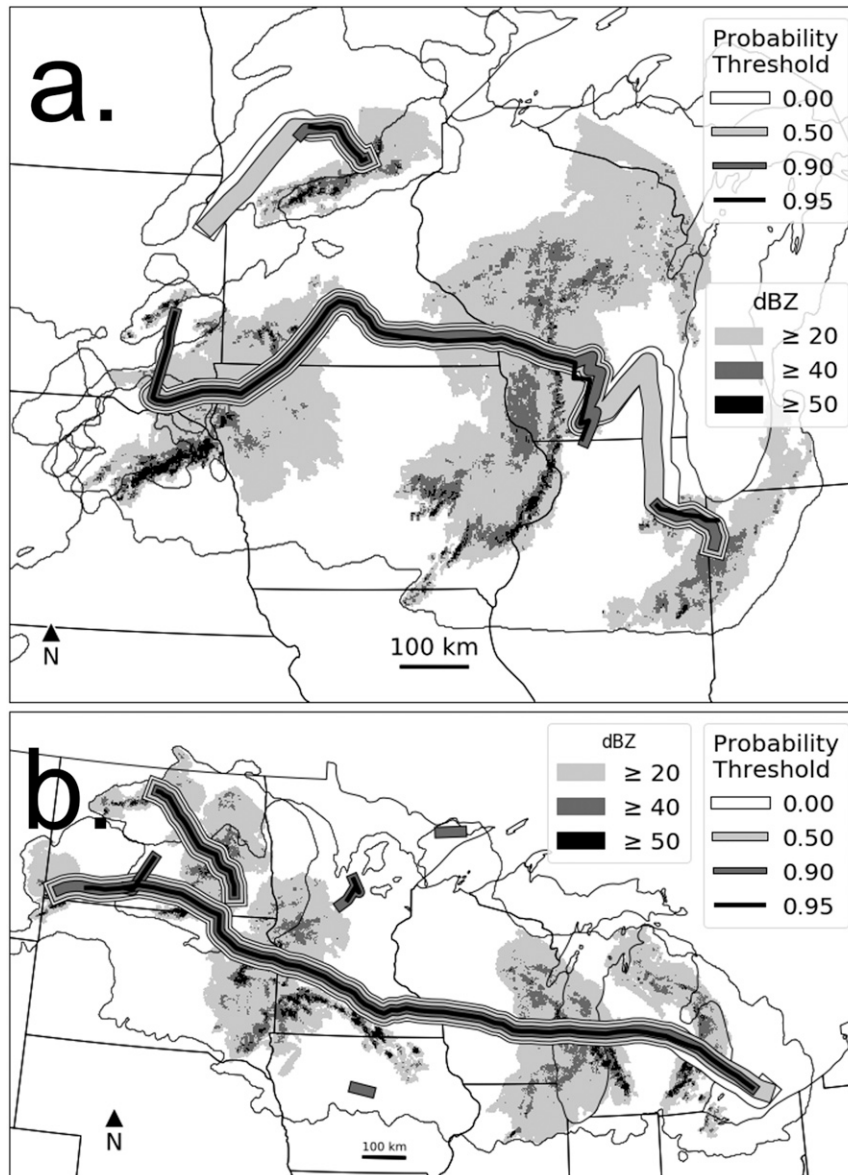 a.
Probability
Threshold
0.00
0.50
0.90
0.95
dBZ
≥ 20
≥ 40
≥ 50
N
100 km
b.
dBZ
≥ 20
≥ 40
≥ 50
Probability
Threshold
0.00
0.50
0.90
0.95
N
100 km